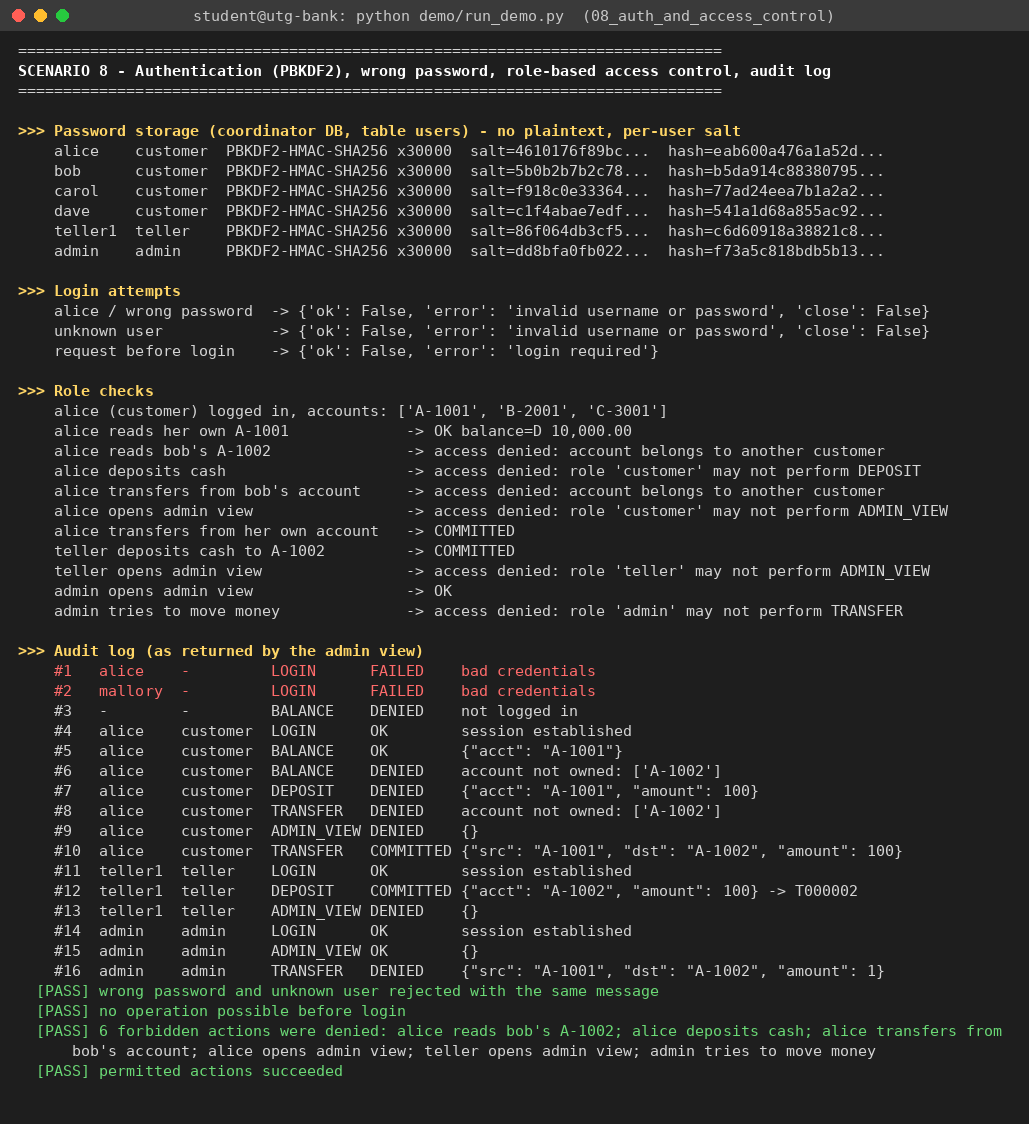 student@utg-bank: python demo/run_demo.py  (08_auth_and_access_control)
==============================================================================
SCENARIO 8 - Authentication (PBKDF2), wrong password, role-based access control, audit log
==============================================================================
>>> Password storage (coordinator DB, table users) - no plaintext, per-user salt
    alice    customer  PBKDF2-HMAC-SHA256 x30000  salt=4610176f89bc...  hash=eab600a476a1a52d...
    bob      customer  PBKDF2-HMAC-SHA256 x30000  salt=5b0b2b7b2c78...  hash=b5da914c88380795...
    carol    customer  PBKDF2-HMAC-SHA256 x30000  salt=f918c0e33364...  hash=77ad24eea7b1a2a2...
    dave     customer  PBKDF2-HMAC-SHA256 x30000  salt=c1f4abae7edf...  hash=541a1d68a855ac92...
    teller1  teller    PBKDF2-HMAC-SHA256 x30000  salt=86f064db3cf5...  hash=c6d60918a38821c8...
    admin    admin     PBKDF2-HMAC-SHA256 x30000  salt=dd8bfa0fb022...  hash=f73a5c818bdb5b13...
>>> Login attempts
    alice / wrong password  -> {'ok': False, 'error': 'invalid username or password', 'close': False}
    unknown user            -> {'ok': False, 'error': 'invalid username or password', 'close': False}
    request before login    -> {'ok': False, 'error': 'login required'}
>>> Role checks
    alice (customer) logged in, accounts: ['A-1001', 'B-2001', 'C-3001']
    alice reads her own A-1001             -> OK balance=D 10,000.00
    alice reads bob's A-1002               -> access denied: account belongs to another customer
    alice deposits cash                    -> access denied: role 'customer' may not perform DEPOSIT
    alice transfers from bob's account     -> access denied: account belongs to another customer
    alice opens admin view                 -> access denied: role 'customer' may not perform ADMIN_VIEW
    alice transfers from her own account   -> COMMITTED
    teller deposits cash to A-1002         -> COMMITTED
    teller opens admin view                -> access denied: role 'teller' may not perform ADMIN_VIEW
    admin opens admin view                 -> OK
    admin tries to move money              -> access denied: role 'admin' may not perform TRANSFER
>>> Audit log (as returned by the admin view)
    #1   alice    -         LOGIN      FAILED    bad credentials
    #2   mallory  -         LOGIN      FAILED    bad credentials
    #3   -        -         BALANCE    DENIED    not logged in
    #4   alice    customer  LOGIN      OK        session established
    #5   alice    customer  BALANCE    OK        {"acct": "A-1001"}
    #6   alice    customer  BALANCE    DENIED    account not owned: ['A-1002']
    #7   alice    customer  DEPOSIT    DENIED    {"acct": "A-1001", "amount": 100}
    #8   alice    customer  TRANSFER   DENIED    account not owned: ['A-1002']
    #9   alice    customer  ADMIN_VIEW DENIED    {}
    #10  alice    customer  TRANSFER   COMMITTED {"src": "A-1001", "dst": "A-1002", "amount": 100}
    #11  teller1  teller    LOGIN      OK        session established
    #12  teller1  teller    DEPOSIT    COMMITTED {"acct": "A-1002", "amount": 100} -> T000002
    #13  teller1  teller    ADMIN_VIEW DENIED    {}
    #14  admin    admin     LOGIN      OK        session established
    #15  admin    admin     ADMIN_VIEW OK        {}
    #16  admin    admin     TRANSFER   DENIED    {"src": "A-1001", "dst": "A-1002", "amount": 1}
  [PASS] wrong password and unknown user rejected with the same message
  [PASS] no operation possible before login
  [PASS] 6 forbidden actions were denied: alice reads bob's A-1002; alice deposits cash; alice transfers from
      bob's account; alice opens admin view; teller opens admin view; admin tries to move money
  [PASS] permitted actions succeeded